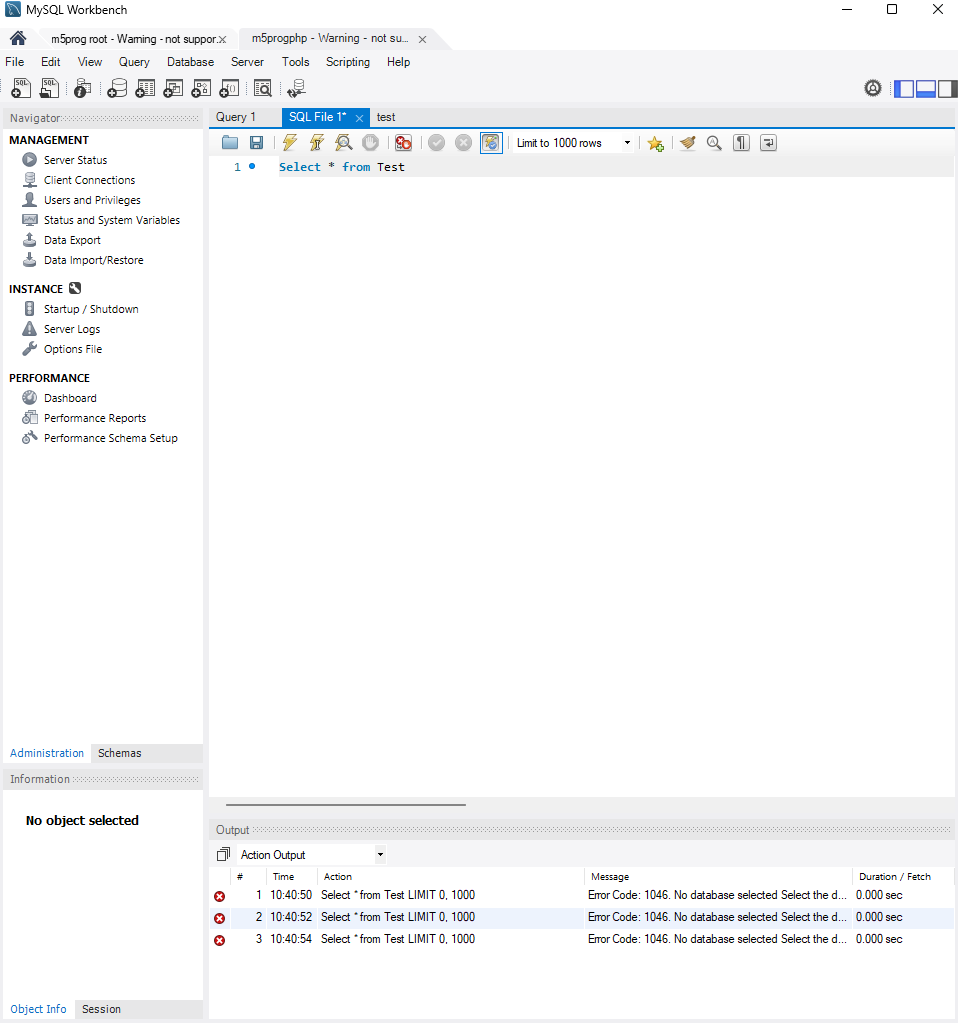 MySQL Workbench
m5prog root - Warning - not suppor.x
m5progphp - Warning - not su... x
File Edit View Query Database Server Tools Scripting Help
Navigator
MANAGEMENT
Server Status
Client Connections
Users and Privileges
Status and System Variables
Data Export
Data Import/Restore
INSTANCE
Startup / Shutdown
Server Logs
Options File
PERFORMANCE
Dashboard
Performance Reports
Performance Schema Setup
Administration Schemas
Information
No object selected
Object Info Session
Query 1 SQL File 1* test
Limit to 1000 rows
1 Select * from Test
Output
Action Output
# Time Action Message Duration / Fetch
1 10:40:50 Select * from Test LIMIT 0, 1000 Error Code: 1046. No database selected Select the d... 0.000 sec
2 10:40:52 Select * from Test LIMIT 0, 1000 Error Code: 1046. No database selected Select the d... 0.000 sec
3 10:40:54 Select * from Test LIMIT 0, 1000 Error Code: 1046. No database selected Select the d... 0.000 sec